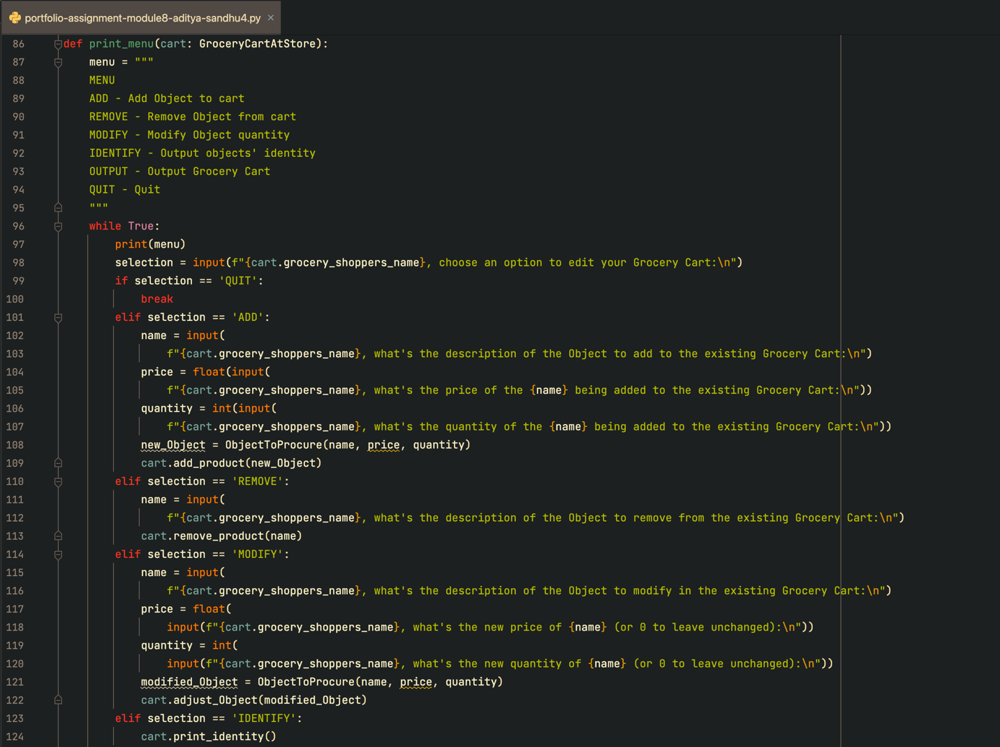 portfolio-assignment-module8-aditya-sandhu4.py ×
86 def print_menu(cart: GroceryCartAtStore):
87     menu = """
88     MENU
89     ADD - Add Object to cart
90     REMOVE - Remove Object from cart
91     MODIFY - Modify Object quantity
92     IDENTIFY - Output objects' identity
93     OUTPUT - Output Grocery Cart
94     QUIT - Quit
95     """
96     while True:
97         print(menu)
98         selection = input(f"{cart.grocery_shoppers_name}, choose an option to edit your Grocery Cart:\n")
99         if selection == 'QUIT':
100             break
101         elif selection == 'ADD':
102             name = input(
103                 f"{cart.grocery_shoppers_name}, what's the description of the Object to add to the existing Grocery Cart:\n")
104             price = float(input(
105                 f"{cart.grocery_shoppers_name}, what's the price of the {name} being added to the existing Grocery Cart:\n"))
106             quantity = int(input(
107                 f"{cart.grocery_shoppers_name}, what's the quantity of the {name} being added to the existing Grocery Cart:\n"))
108             new_Object = ObjectToProcure(name, price, quantity)
109             cart.add_product(new_Object)
110         elif selection == 'REMOVE':
111             name = input(
112                 f"{cart.grocery_shoppers_name}, what's the description of the Object to remove from the existing Grocery Cart:\n")
113             cart.remove_product(name)
114         elif selection == 'MODIFY':
115             name = input(
116                 f"{cart.grocery_shoppers_name}, what's the description of the Object to modify in the existing Grocery Cart:\n")
117             price = float(
118                 input(f"{cart.grocery_shoppers_name}, what's the new price of {name} (or 0 to leave unchanged):\n"))
119             quantity = int(
120                 input(f"{cart.grocery_shoppers_name}, what's the new quantity of {name} (or 0 to leave unchanged):\n"))
121             modified_Object = ObjectToProcure(name, price, quantity)
122             cart.adjust_Object(modified_Object)
123         elif selection == 'IDENTIFY':
124             cart.print_identity()